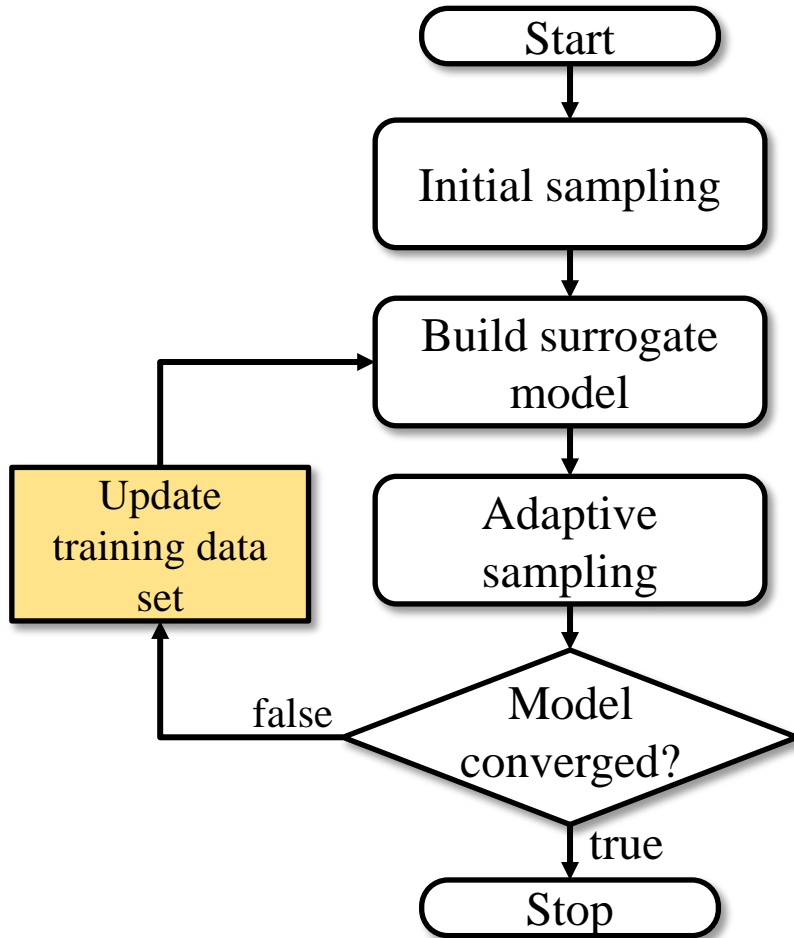 Start
Initial sampling
Build surrogate
model
Adaptive
sampling
Model
converged?
false
Update
training data
set
true
Stop